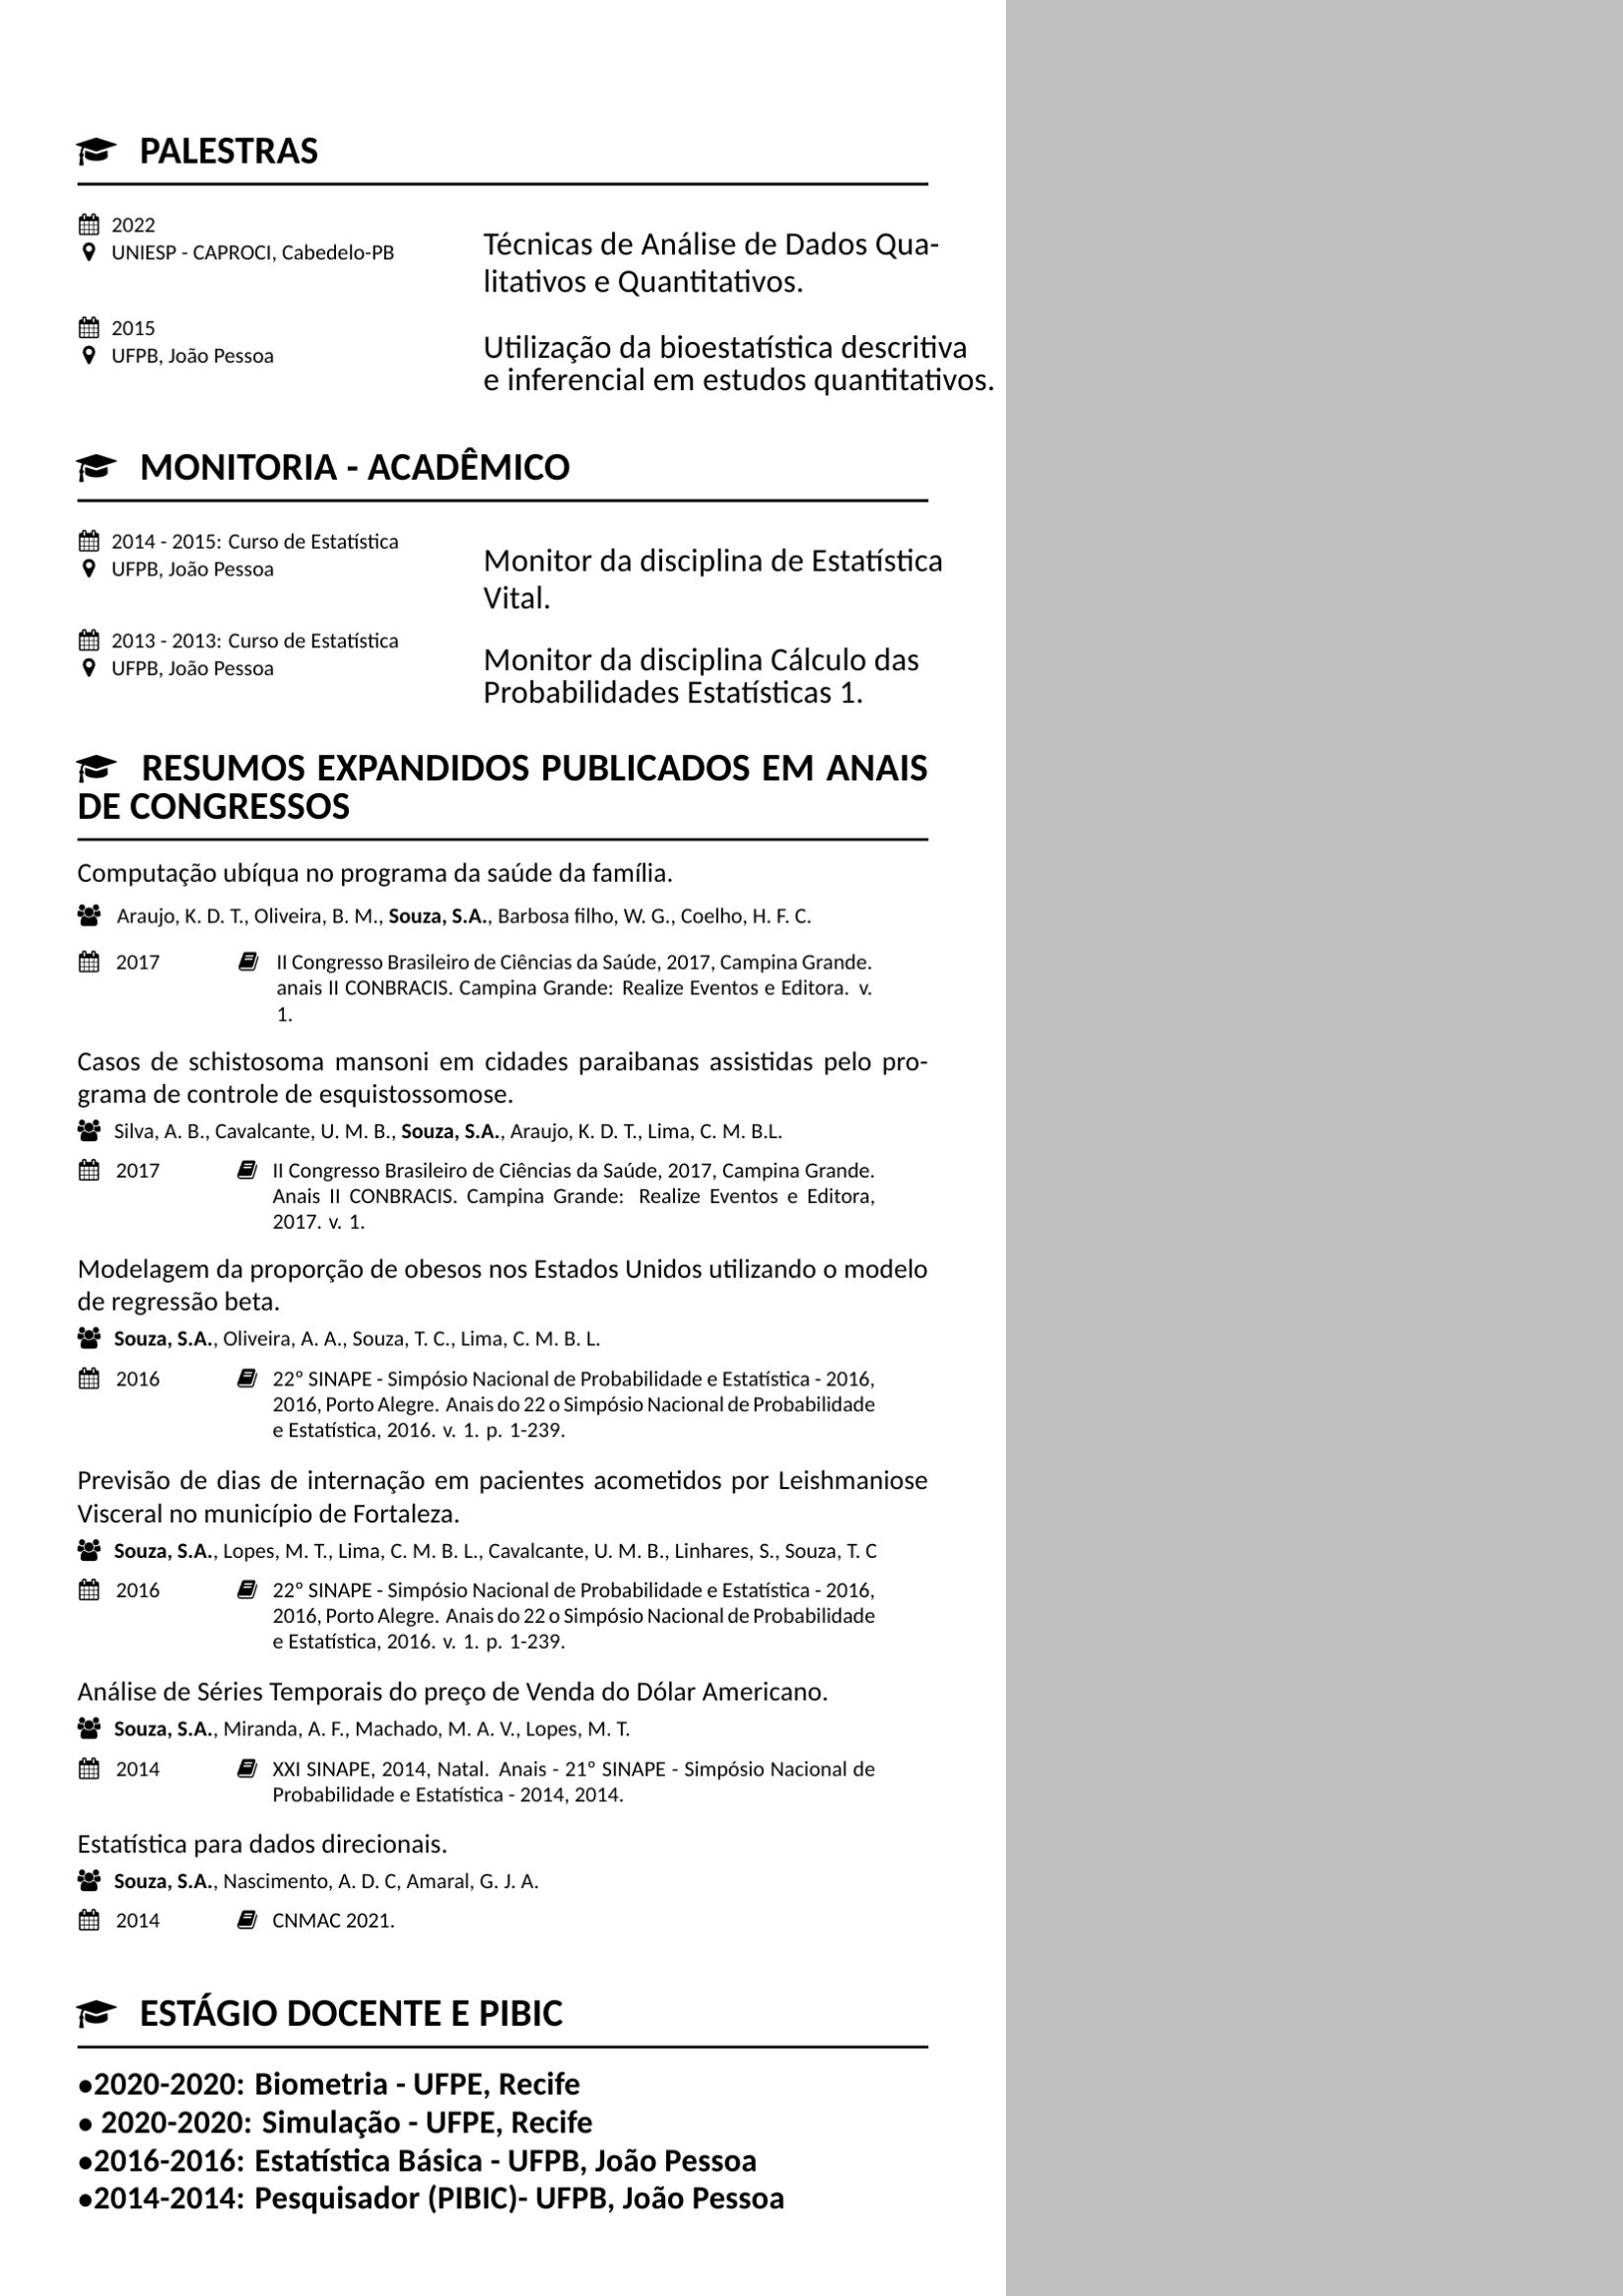 PALESTRAS
2022
UNIESP - CAPROCI, Cabedelo-PB
Técnicas de Análise de Dados Qua-
litativos e Quantitativos.
2015
UFPB, João Pessoa
Utilização da bioestatística descritiva
e inferencial em estudos quantitativos.
MONITORIA - ACADÊMICO
2014 - 2015: Curso de Estatística
UFPB, João Pessoa
Monitor da disciplina de Estatística
Vital.
2013 - 2013: Curso de Estatística
UFPB, João Pessoa
Monitor da disciplina Cálculo das
Probabilidades Estatísticas 1.
RESUMOS EXPANDIDOS PUBLICADOS EM ANAIS
DE CONGRESSOS
Computação ubíqua no programa da saúde da família.
Araujo, K. D. T., Oliveira, B. M., Souza, S.A., Barbosa filho, W. G., Coelho, H. F. C.
2017 II Congresso Brasileiro de Ciências da Saúde, 2017, Campina Grande.
anais II CONBRACIS. Campina Grande: Realize Eventos e Editora. v.
1.
Casos de schistosoma mansoni em cidades paraibanas assistidas pelo pro-
grama de controle de esquistossomose.
Silva, A. B., Cavalcante, U. M. B., Souza, S.A., Araujo, K. D. T., Lima, C. M. B.L.
2017 II Congresso Brasileiro de Ciências da Saúde, 2017, Campina Grande.
Anais II CONBRACIS. Campina Grande: Realize Eventos e Editora,
2017. v. 1.
Modelagem da proporção de obesos nos Estados Unidos utilizando o modelo
de regressão beta.
Souza, S.A., Oliveira, A. A., Souza, T. C., Lima, C. M. B. L.
2016 22º SINAPE - Simpósio Nacional de Probabilidade e Estatística - 2016,
2016, Porto Alegre. Anais do 22 o Simpósio Nacional de Probabilidade
e Estatística, 2016. v. 1. p. 1-239.
Previsão de dias de internação em pacientes acometidos por Leishmaniose
Visceral no município de Fortaleza.
Souza, S.A., Lopes, M. T., Lima, C. M. B. L., Cavalcante, U. M. B., Linhares, S., Souza, T. C
2016 22º SINAPE - Simpósio Nacional de Probabilidade e Estatística - 2016,
2016, Porto Alegre. Anais do 22 o Simpósio Nacional de Probabilidade
e Estatística, 2016. v. 1. p. 1-239.
Análise de Séries Temporais do preço de Venda do Dólar Americano.
Souza, S.A., Miranda, A. F., Machado, M. A. V., Lopes, M. T.
2014 XXI SINAPE, 2014, Natal. Anais - 21º SINAPE - Simpósio Nacional de
Probabilidade e Estatística - 2014, 2014.
Estatística para dados direcionais.
Souza, S.A., Nascimento, A. D. C, Amaral, G. J. A.
2014 CNMAC 2021.
ESTÁGIO DOCENTE E PIBIC
•2020-2020: Biometria - UFPE, Recife
• 2020-2020: Simulação - UFPE, Recife
•2016-2016: Estatística Básica - UFPB, João Pessoa
•2014-2014: Pesquisador (PIBIC)- UFPB, João Pessoa